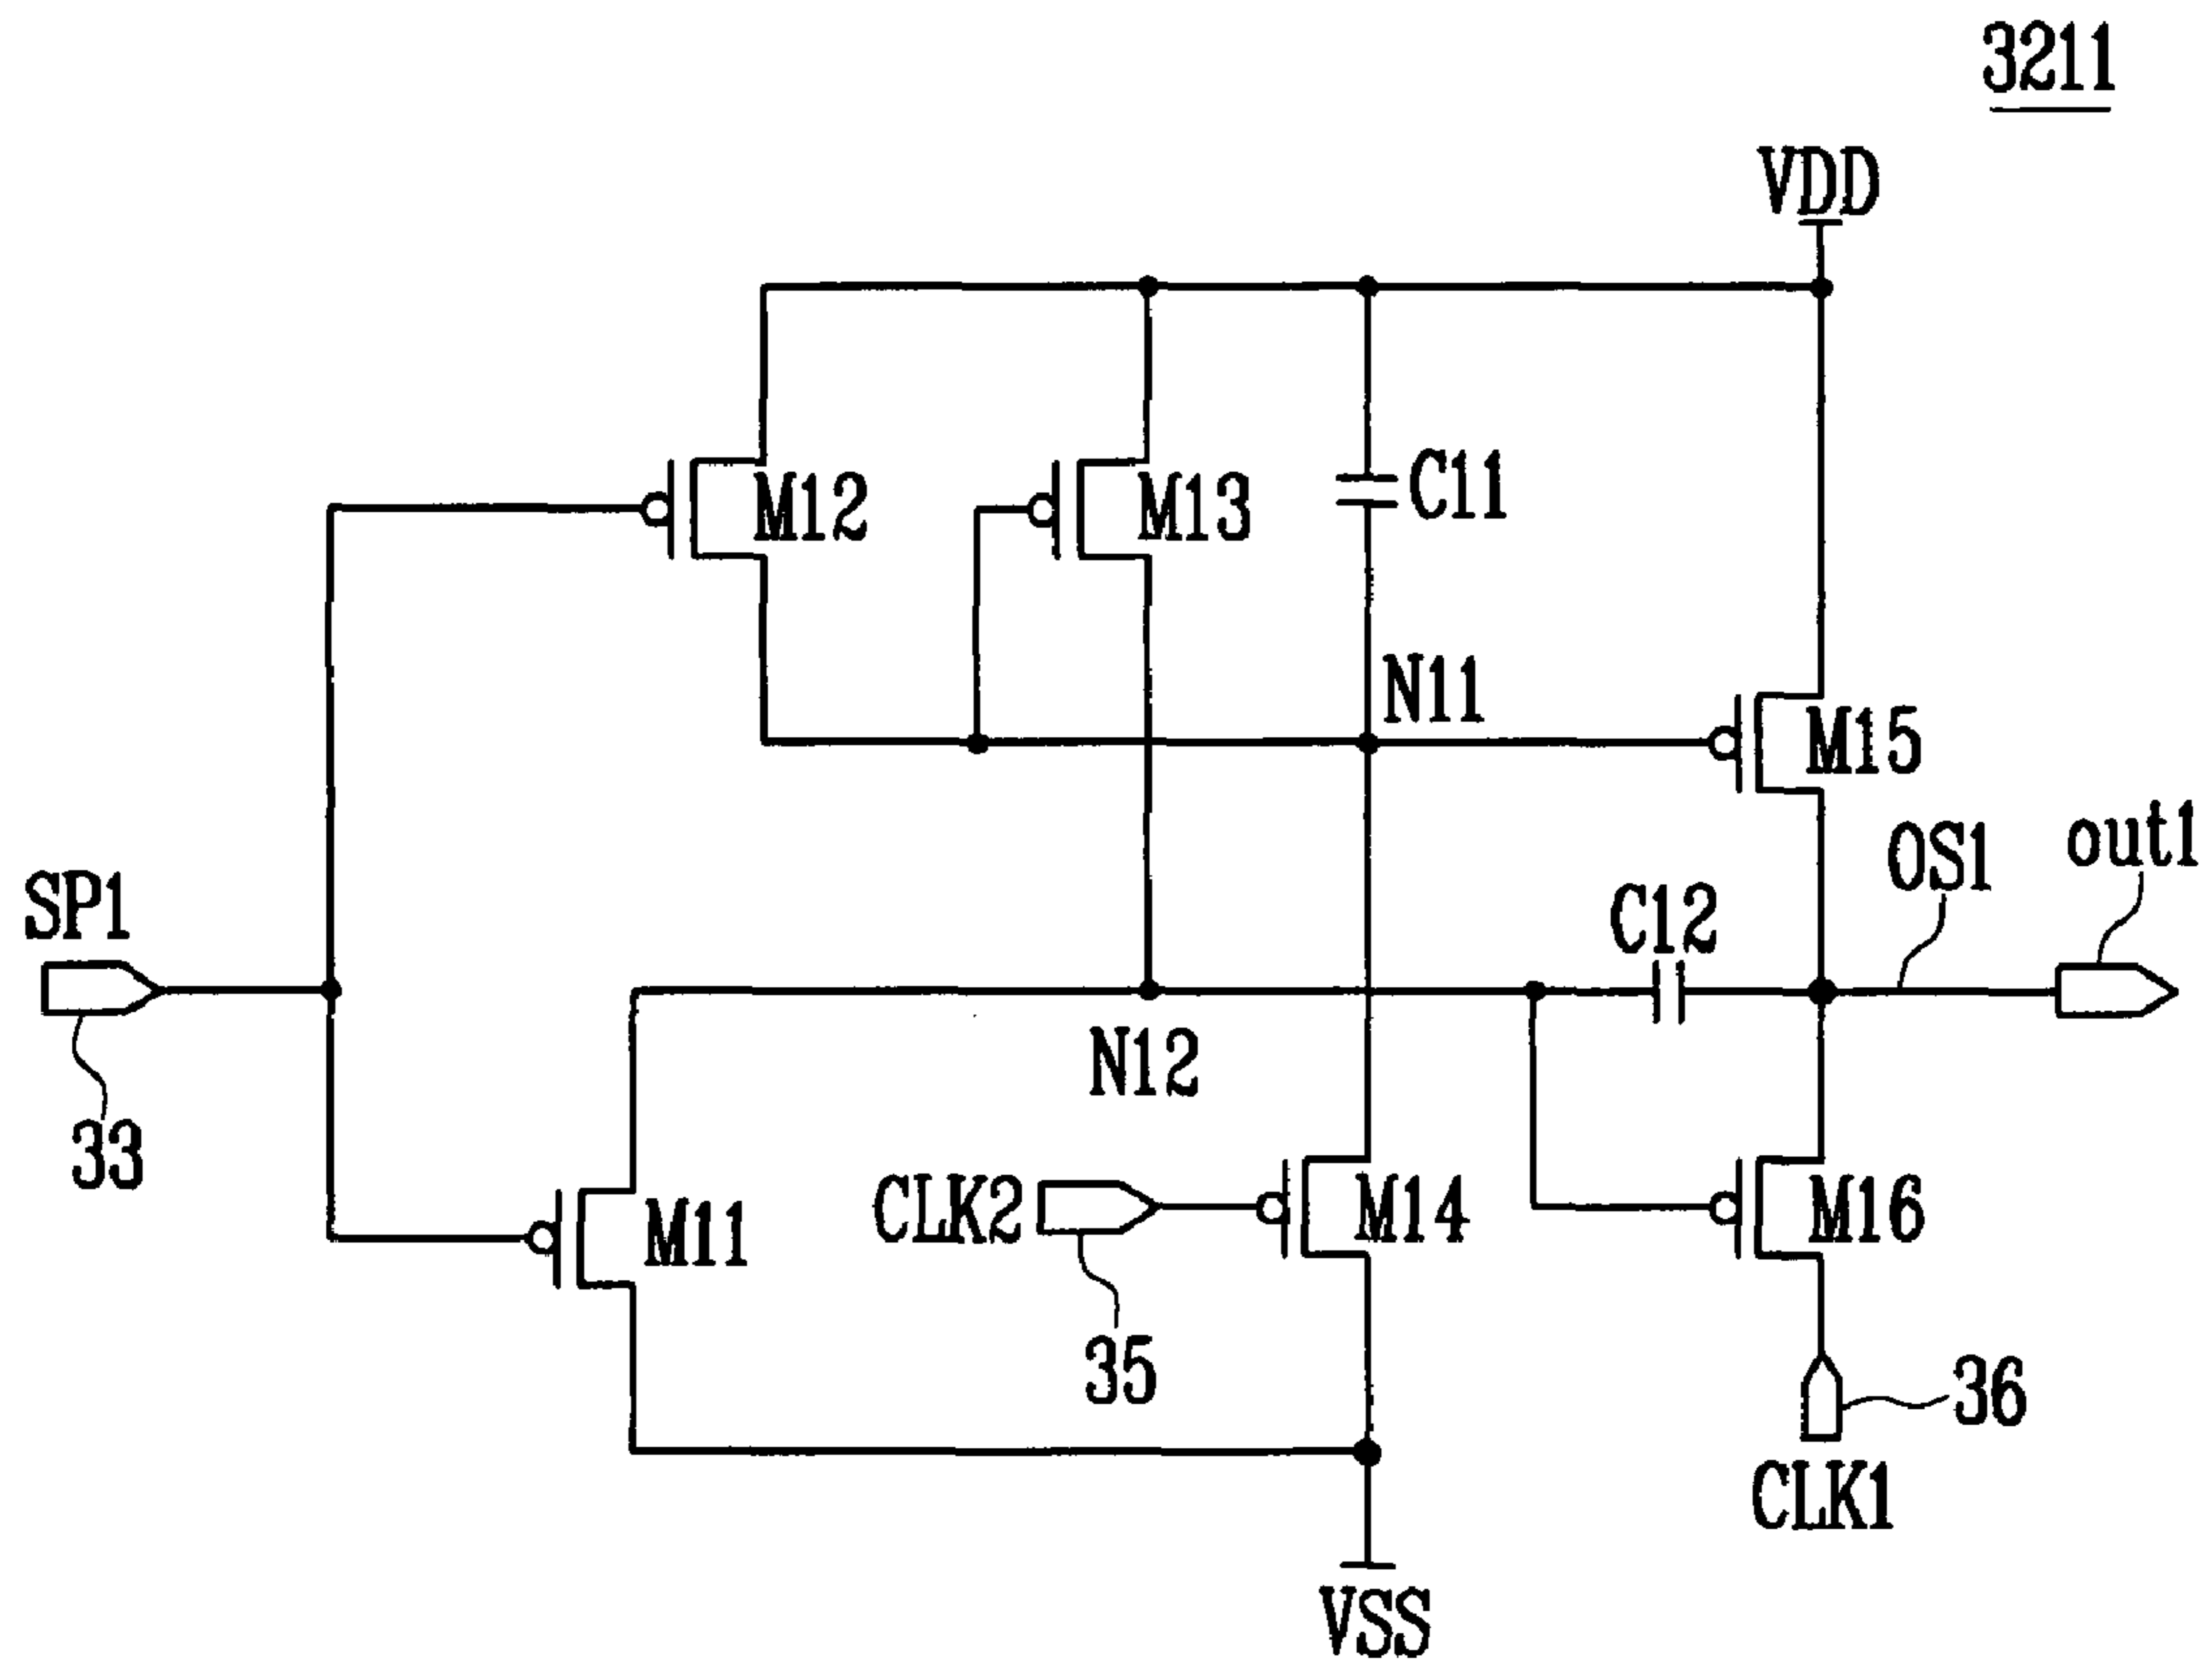 3211
VDD
M12
M13
C11
N11
M15
SP1
C12
OS1
out1
N12
33
M11
CLK2
M14
M16
35
36
CLK1
VSS